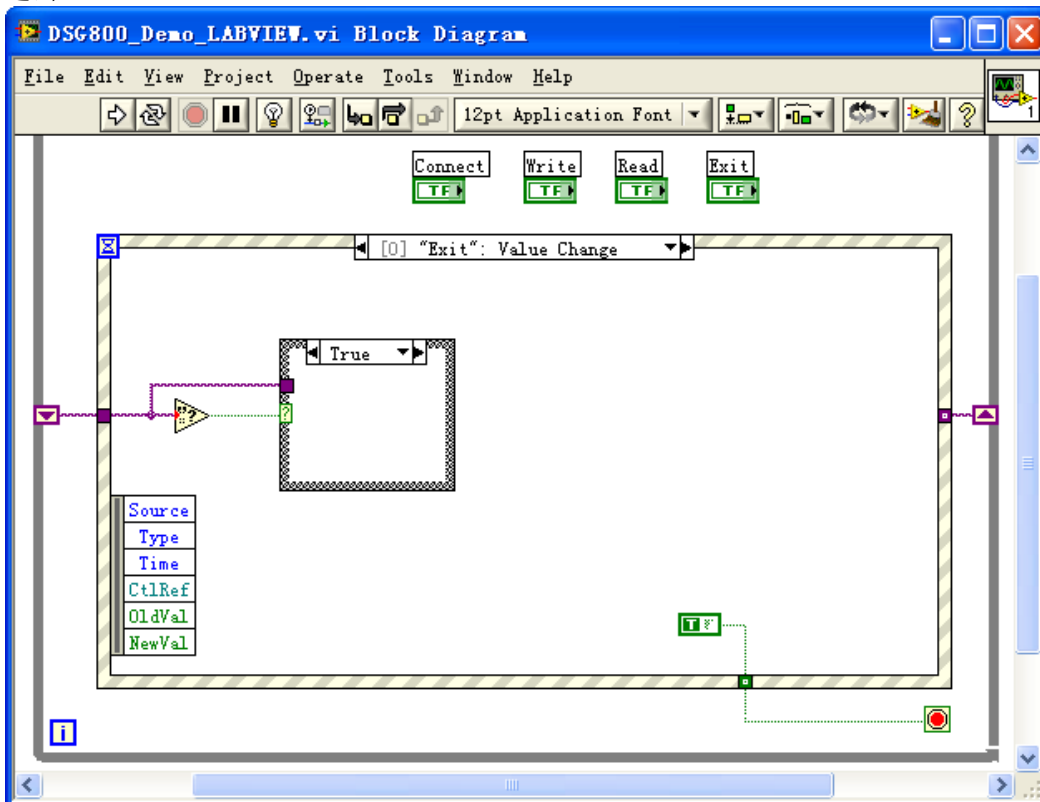 DSG800_Demo_LABVIEW.vi Block Diagram
File Edit View Project Operate Tools Window Help
12pt Application Font
1
Connect Write Read Exit
TF TF TF TF
[0] "Exit": Value Change
True
"?
?
Source
Type
Time
CtlRef
OldVal
NewVal
T
i